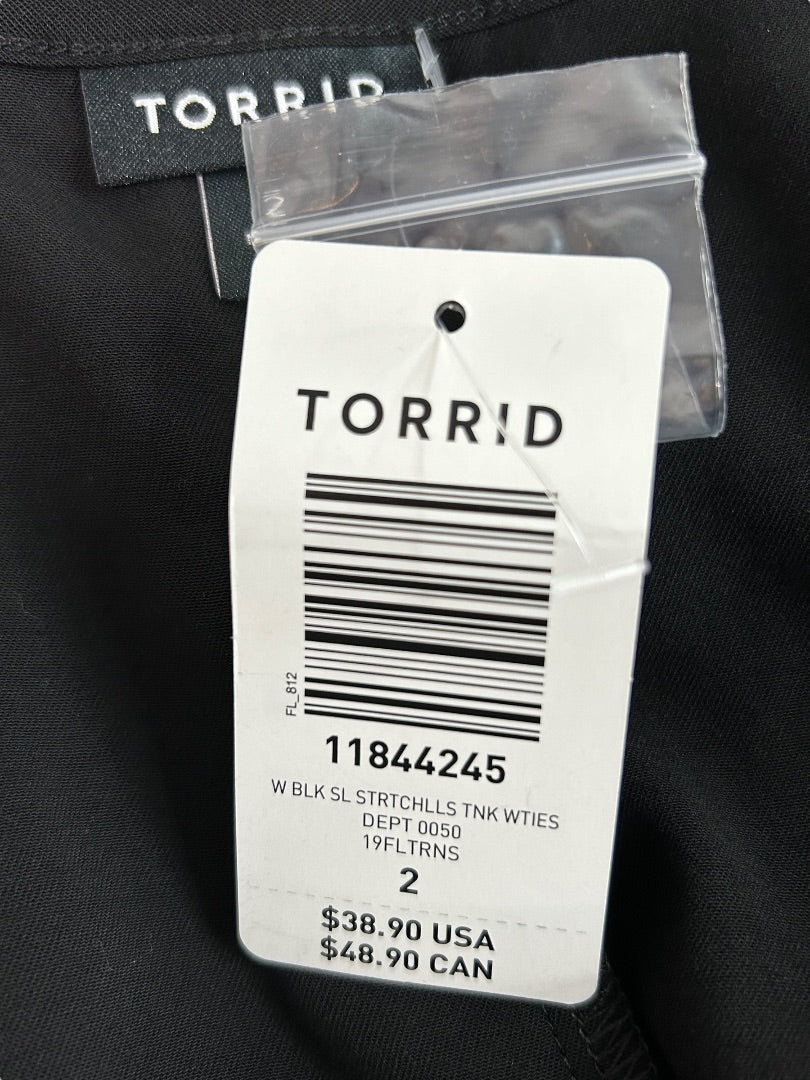 TORRID
TORRID
FL_812
11844245
W BLK SL STRTCHLLS TNK WTIES
DEPT 0050
19FLTRNS
2
$38.90 USA
$48.90 CAN